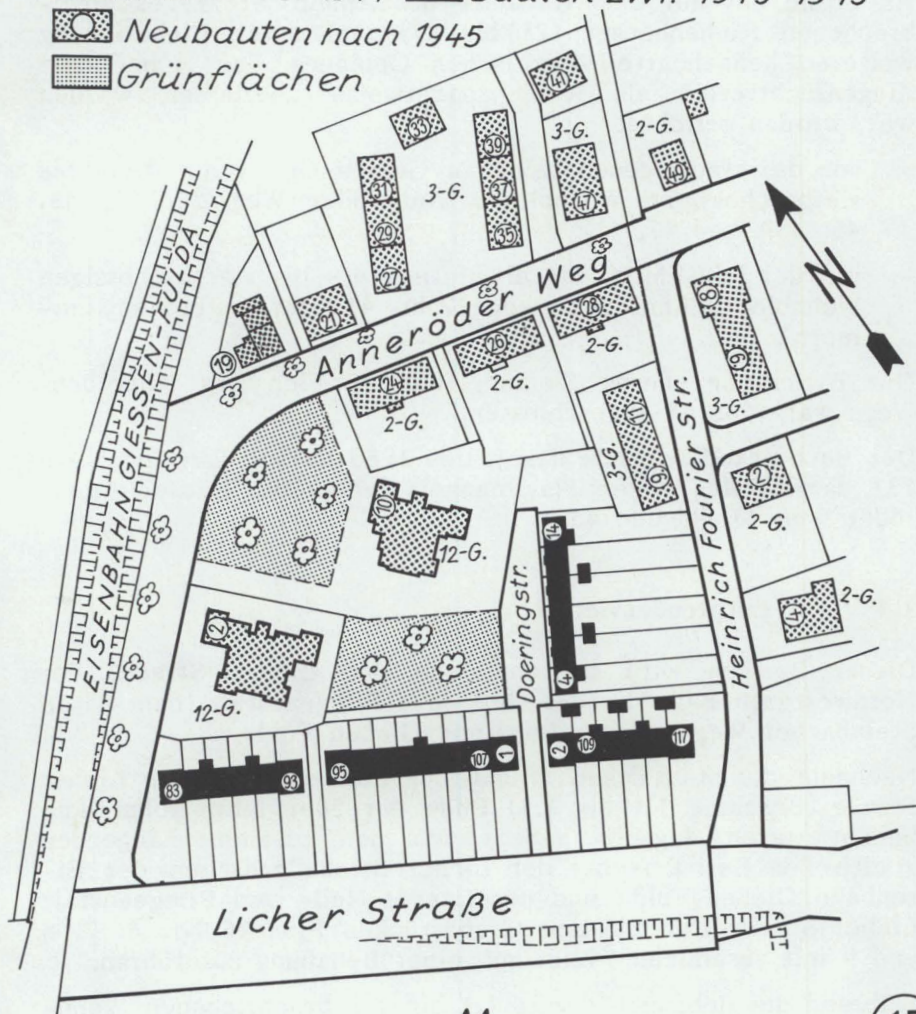 Neubauten nach 1945
Grünflächen
41
33
39
3-G.
2-G.
31
3-G.
37
47
49
29
35
27
EISENBAHN GIESSEN-FULDA
Anneröder Weg
N
21
19
28
8
26
2-G.
24
2-G.
6
2-G.
11
3-G.
3-G.
9
Heinrich Fourier Str.
2
2-G.
10
12-G.
14
Doeringstr.
2-G.
4
12
12-G.
4
83
93
95
107
1
2
109
117
Licher Straße